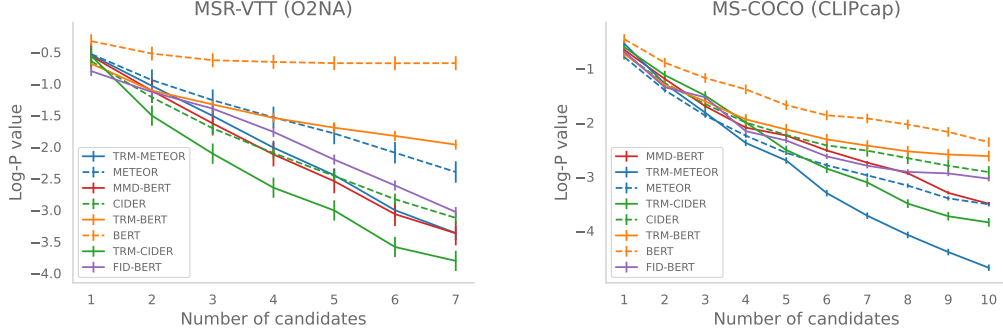 MSR-VTT (O2NA)
Log-P value
−0.5
−1.0
−1.5
−2.0
−2.5
−3.0
−3.5
−4.0
TRM-METEOR
METEOR
MMD-BERT
CIDER
TRM-BERT
BERT
TRM-CIDER
FID-BERT
1 2 3 4 5 6 7
Number of candidates
MS-COCO (CLIPcap)
Log-P value
−1
−2
−3
−4
MMD-BERT
TRM-METEOR
METEOR
TRM-CIDER
CIDER
TRM-BERT
BERT
FID-BERT
1 2 3 4 5 6 7 8 9 10
Number of candidates